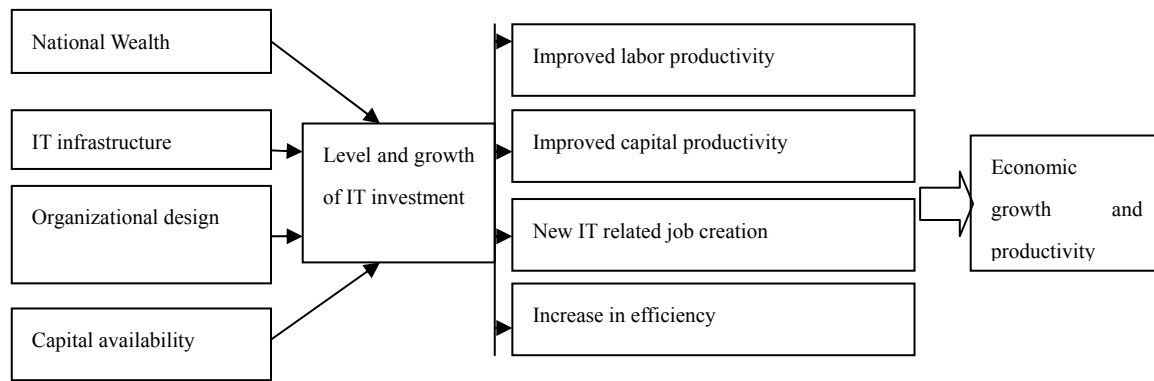 National Wealth
IT infrastructure
Organizational design
Capital availability
Level and growth
of IT investment
Improved labor productivity
Improved capital productivity
New IT related job creation
Increase in efficiency
Economic
growth and
productivity